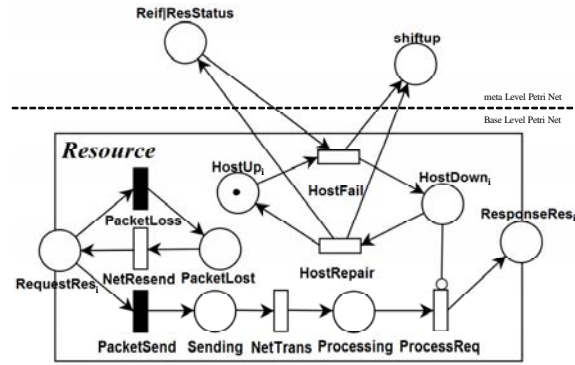 Reif|ResStatus
shiftup
meta Level Petri Net
Base Level Petri Net
Resource
HostUpi
HostFail
HostDowni
ResponseResi
PacketLoss
NetResend
PacketLost
HostRepair
RequestResi
PacketSend
Sending
NetTrans
Processing
ProcessReq